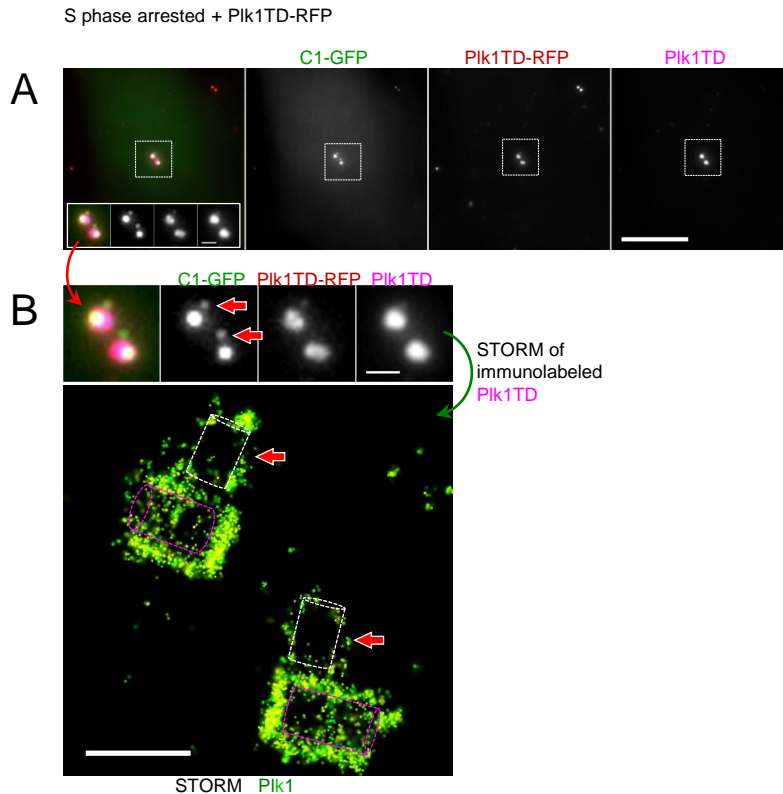 S phase arrested + Plk1TD-RFP
C1-GFP Plk1TD-RFP Plk1TD
A
B
C1-GFP Plk1TD-RFP Plk1TD
STORM of
immunolabeled
Plk1TD
STORM Plk1